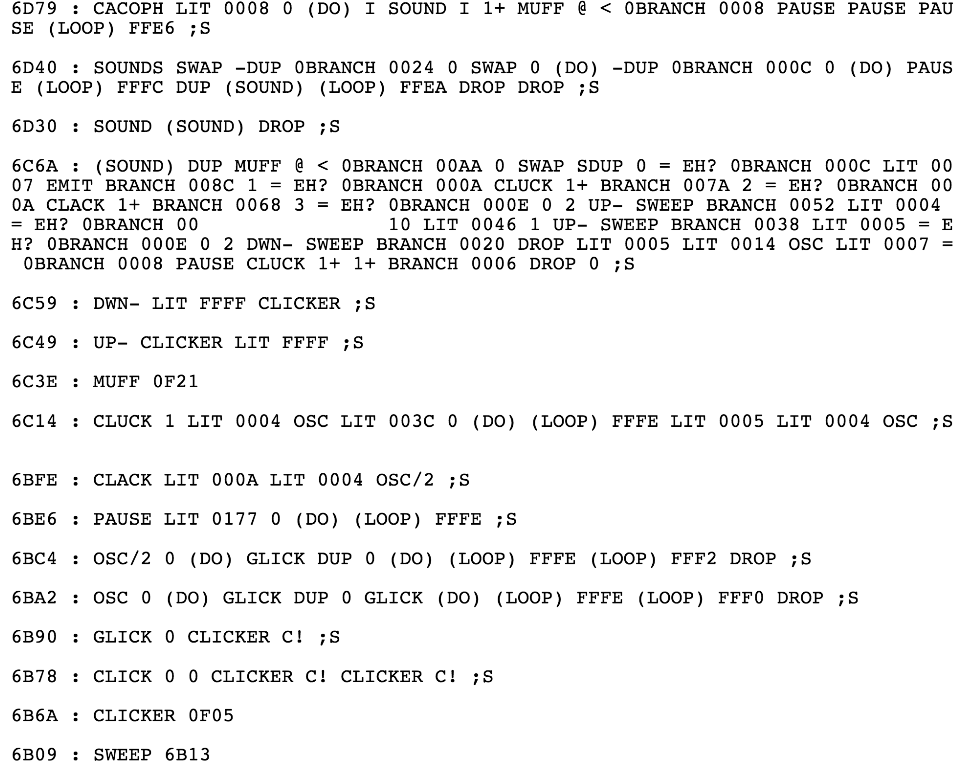 6D79 : CACOPH LIT 0008 0 (DO) I SOUND I 1+ MUFF @ < 0BRANCH 0008 PAUSE PAUSE PAU
SE (LOOP) FFE6 ;S
6D40 : SOUNDS SWAP -DUP 0BRANCH 0024 0 SWAP 0 (DO) -DUP 0BRANCH 000C 0 (DO) PAUS
E (LOOP) FFFC DUP (SOUND) (LOOP) FFEA DROP DROP ;S
6D30 : SOUND (SOUND) DROP ;S
6C6A : (SOUND) DUP MUFF @ < 0BRANCH 00AA 0 SWAP SDUP 0 = EH? 0BRANCH 000C LIT 00
07 EMIT BRANCH 008C 1 = EH? 0BRANCH 000A CLUCK 1+ BRANCH 007A 2 = EH? 0BRANCH 00
0A CLACK 1+ BRANCH 0068 3 = EH? 0BRANCH 000E 0 2 UP- SWEEP BRANCH 0052 LIT 0004
= EH? 0BRANCH 00                10 LIT 0046 1 UP- SWEEP BRANCH 0038 LIT 0005 = E
H? 0BRANCH 000E 0 2 DWN- SWEEP BRANCH 0020 DROP LIT 0005 LIT 0014 OSC LIT 0007 =
 0BRANCH 0008 PAUSE CLUCK 1+ 1+ BRANCH 0006 DROP 0 ;S
6C59 : DWN- LIT FFFF CLICKER ;S
6C49 : UP- CLICKER LIT FFFF ;S
6C3E : MUFF 0F21
6C14 : CLUCK 1 LIT 0004 OSC LIT 003C 0 (DO) (LOOP) FFFE LIT 0005 LIT 0004 OSC ;S
6BFE : CLACK LIT 000A LIT 0004 OSC/2 ;S
6BE6 : PAUSE LIT 0177 0 (DO) (LOOP) FFFE ;S
6BC4 : OSC/2 0 (DO) GLICK DUP 0 (DO) (LOOP) FFFE (LOOP) FFF2 DROP ;S
6BA2 : OSC 0 (DO) GLICK DUP 0 GLICK (DO) (LOOP) FFFE (LOOP) FFF0 DROP ;S
6B90 : GLICK 0 CLICKER C! ;S
6B78 : CLICK 0 0 CLICKER C! CLICKER C! ;S
6B6A : CLICKER 0F05
6B09 : SWEEP 6B13